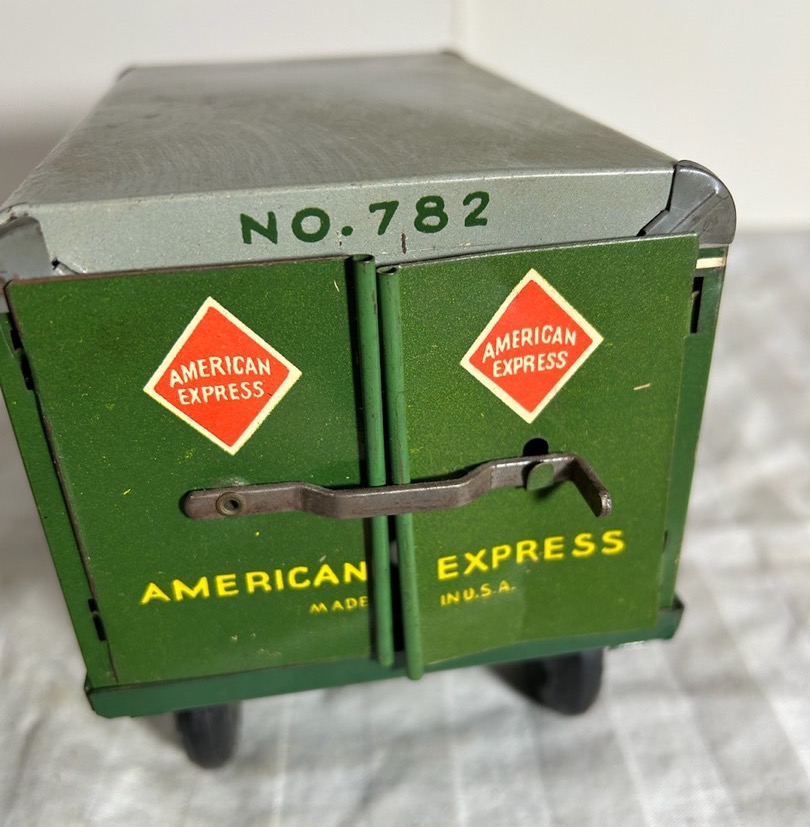 NO. 782
AMERICAN
EXPRESS
AMERICAN
EXPRESS
AMERICAN EXPRESS
MADE IN U.S.A.